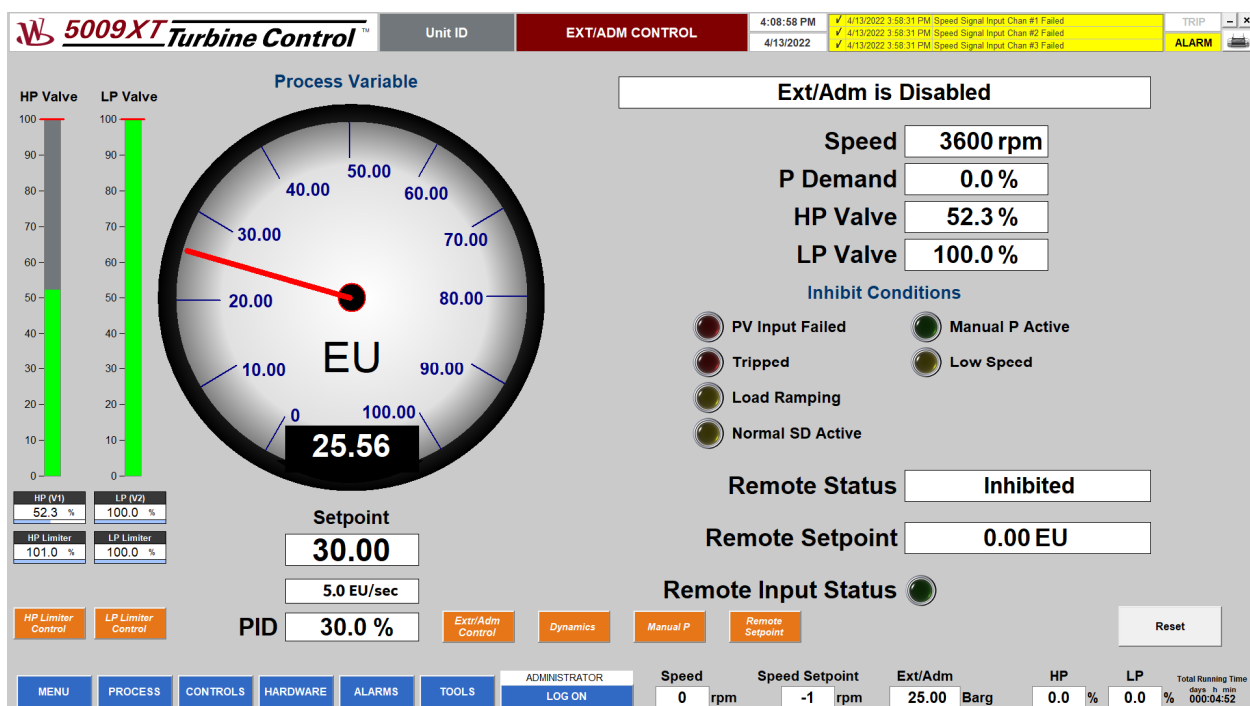 5009XT Turbine Control ™
Unit ID
EXT/ADM CONTROL
4:08:58 PM
4/13/2022
4/13/2022 3:58:31 PM Speed Signal Input Chan #1 Failed
4/13/2022 3:58:31 PM Speed Signal Input Chan #2 Failed
4/13/2022 3:58:31 PM Speed Signal Input Chan #3 Failed
TRIP
ALARM
HP Valve
LP Valve
100
90
80
70
60
50
40
30
20
10
0
100
90
80
70
60
50
40
30
20
10
0
HP (V1)
52.3 %
LP (V2)
100.0 %
HP Limiter
101.0 %
LP Limiter
100.0 %
HP Limiter
Control
LP Limiter
Control
Process Variable
0
10.00
20.00
30.00
40.00
50.00
60.00
70.00
80.00
90.00
100.00
EU
25.56
Setpoint
30.00
5.0 EU/sec
PID 30.0 %
Ext/Adm is Disabled
Speed 3600 rpm
P Demand 0.0 %
HP Valve 52.3 %
LP Valve 100.0 %
Inhibit Conditions
PV Input Failed
Manual P Active
Tripped
Low Speed
Load Ramping
Normal SD Active
Remote Status Inhibited
Remote Setpoint 0.00 EU
Remote Input Status
Extr/Adm
Control
Dynamics
Manual P
Remote
Setpoint
Reset
MENU
PROCESS
CONTROLS
HARDWARE
ALARMS
TOOLS
ADMINISTRATOR
LOG ON
Speed
0 rpm
Speed Setpoint
-1 rpm
Ext/Adm
25.00 Barg
HP
0.0 %
LP
0.0 %
Total Running Time
days h min
000:04:52